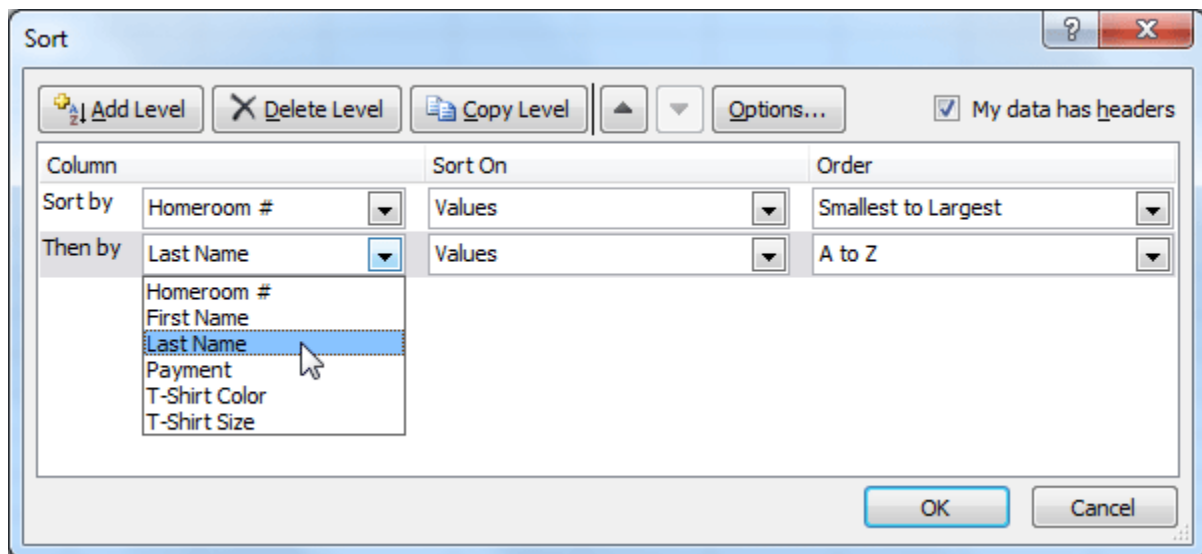 Sort
Add Level Delete Level Copy Level Options... My data has headers
Column Sort On Order
Sort by Homeroom # Values Smallest to Largest
Then by Last Name Values A to Z
Homeroom #
First Name
Last Name
Payment
T-Shirt Color
T-Shirt Size
OK Cancel